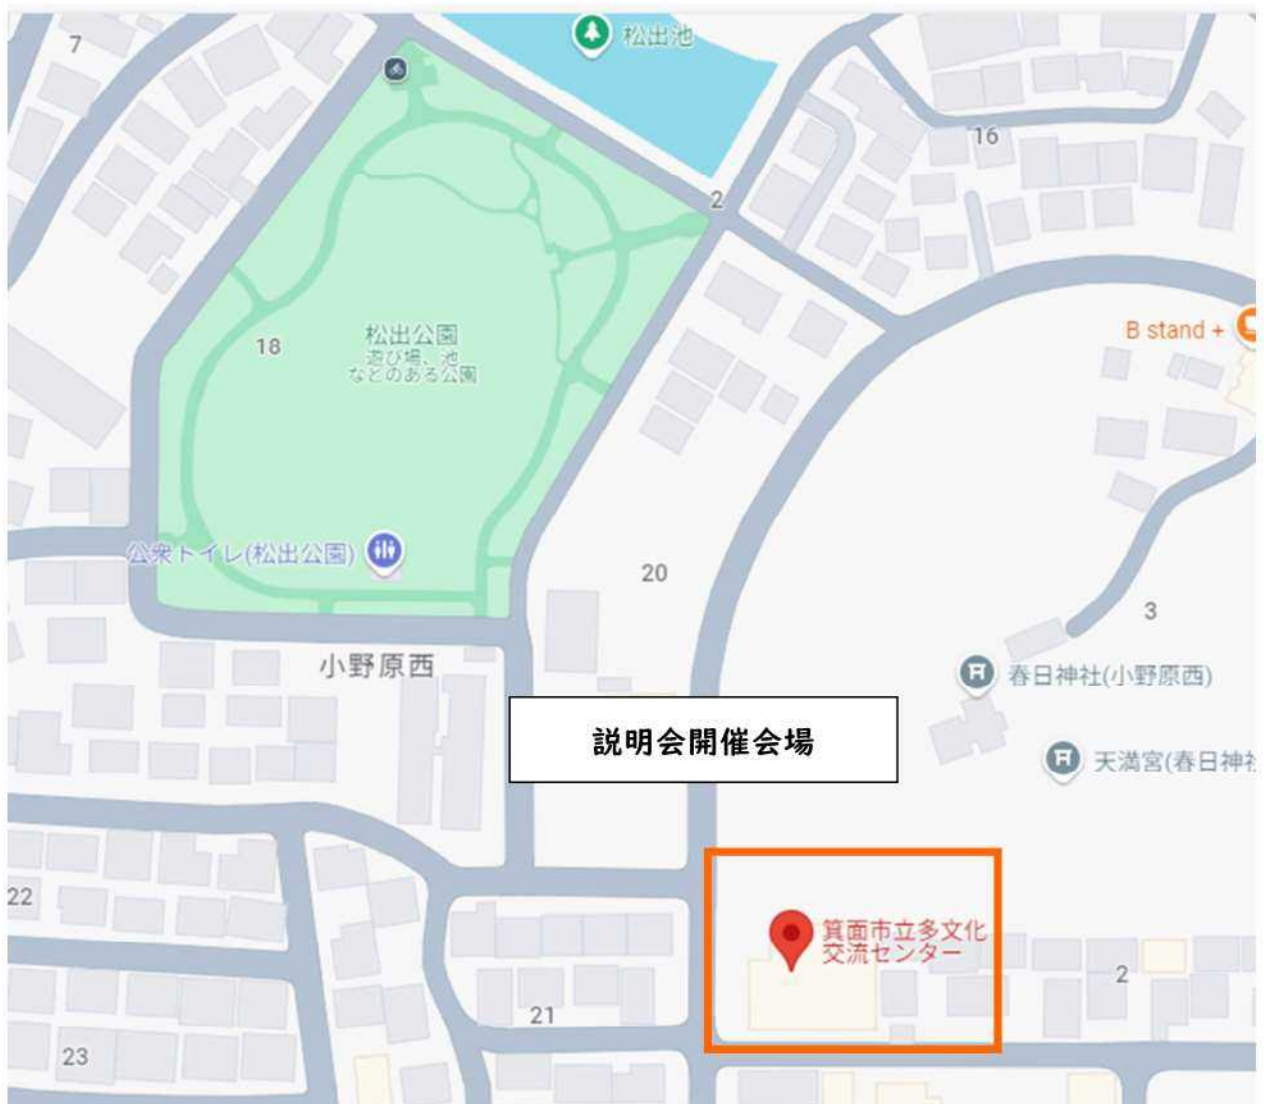 7
松出池
16
2
B stand +
18
松出公園
遊び場、池
などのある公園
公衆トイレ(松出公園)
20
3
小野原西
春日神社(小野原西)
説明会開催会場
天満宮(春日神社
22
箕面市立多文化
交流センター
2
21
23